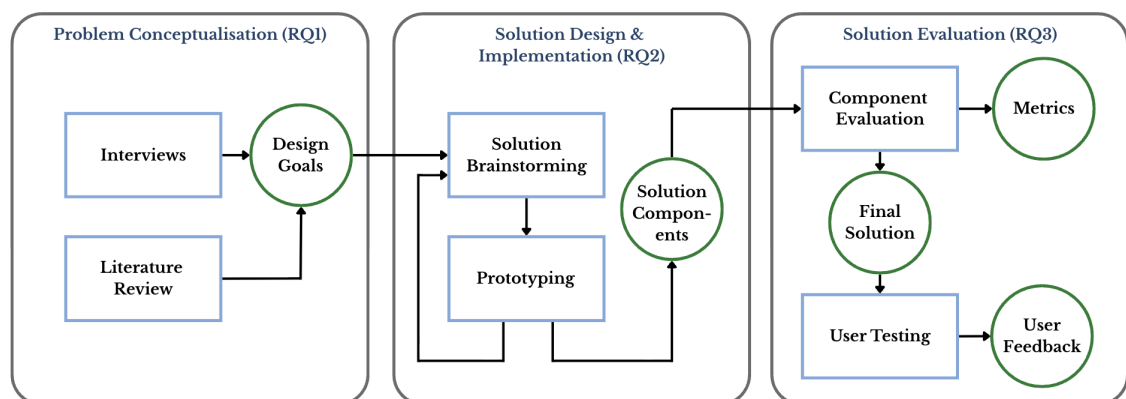 Problem Conceptualisation (RQ1)
Interviews
Design
Goals
Literature
Review
Solution Design &
Implementation (RQ2)
Solution
Brainstorming
Prototyping
Solution
Compon-
ents
Solution Evaluation (RQ3)
Component
Evaluation
Metrics
Final
Solution
User Testing
User
Feedback